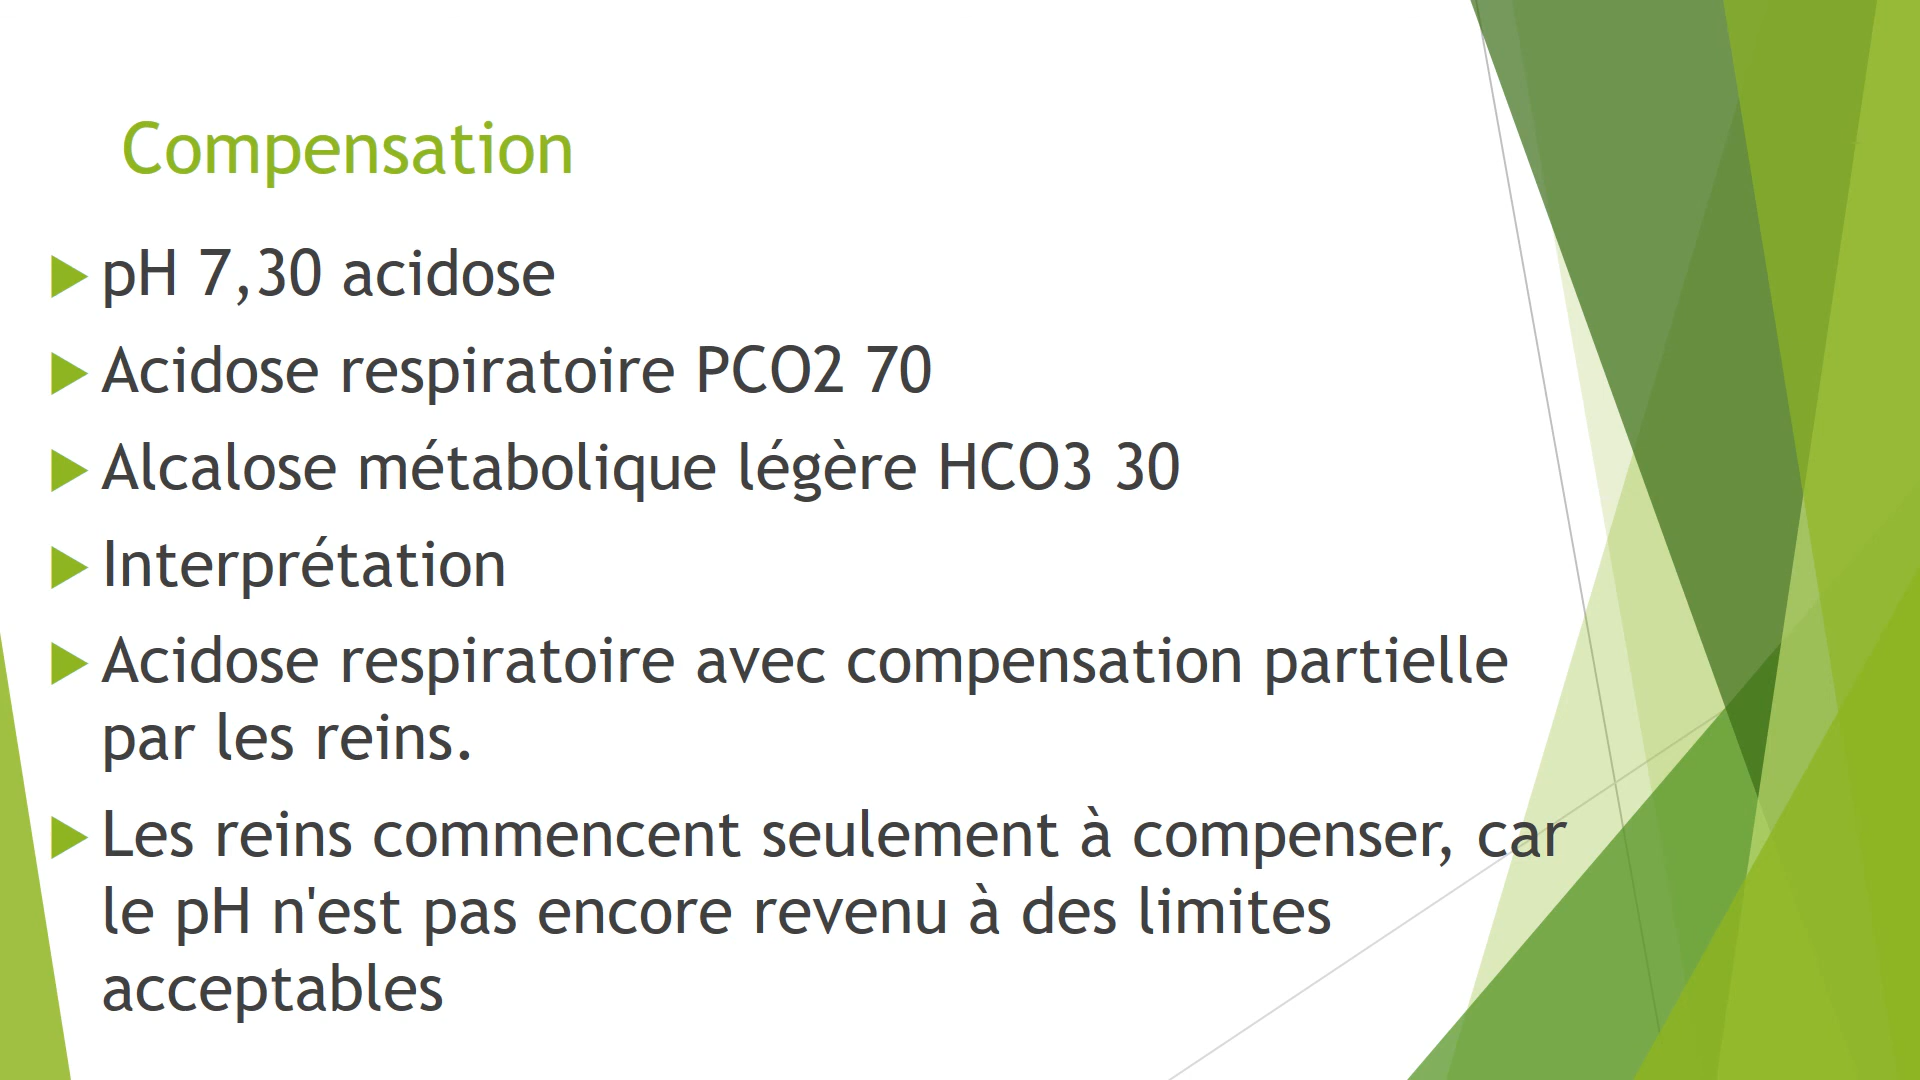 Compensation
pH 7,30 acidose
Acidose respiratoire PCO2 70
Alcalose métabolique légère HCO3 30
Interprétation
Acidose respiratoire avec compensation partielle
par les reins.
Les reins commencent seulement à compenser, car
le pH n'est pas encore revenu à des limites
acceptables